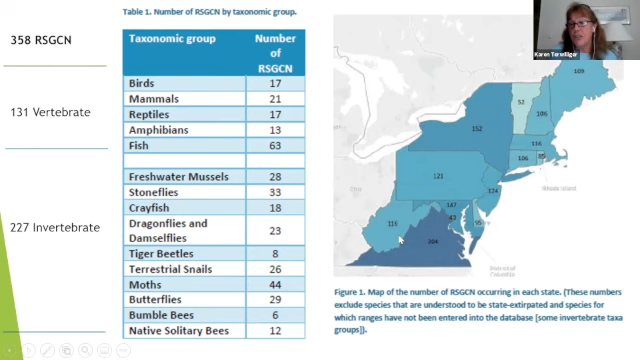 358 RSGCN
131 Vertebrate
227 Invertebrate
Table 1. Number of RSGCN by taxonomic group.
Taxonomic group Number of RSGCN
Birds 17
Mammals 21
Reptiles 17
Amphibians 13
Fish 63
Freshwater Mussels 28
Stoneflies 33
Crayfish 18
Dragonflies and Damselflies 23
Tiger Beetles 8
Terrestrial Snails 26
Moths 44
Butterflies 29
Bumble Bees 6
Native Solitary Bees 12
Karen Terwilliger
109
52
106
152
116
106
85
Rhode Island
121
124
147
43
95
116
204
Figure 1. Map of the number of RSGCN occurring in each state. (These numbers
exclude species that are understood to be state-extirpated and species for
which ranges have not been entered into the database [some invertebrate taxa
groups]).